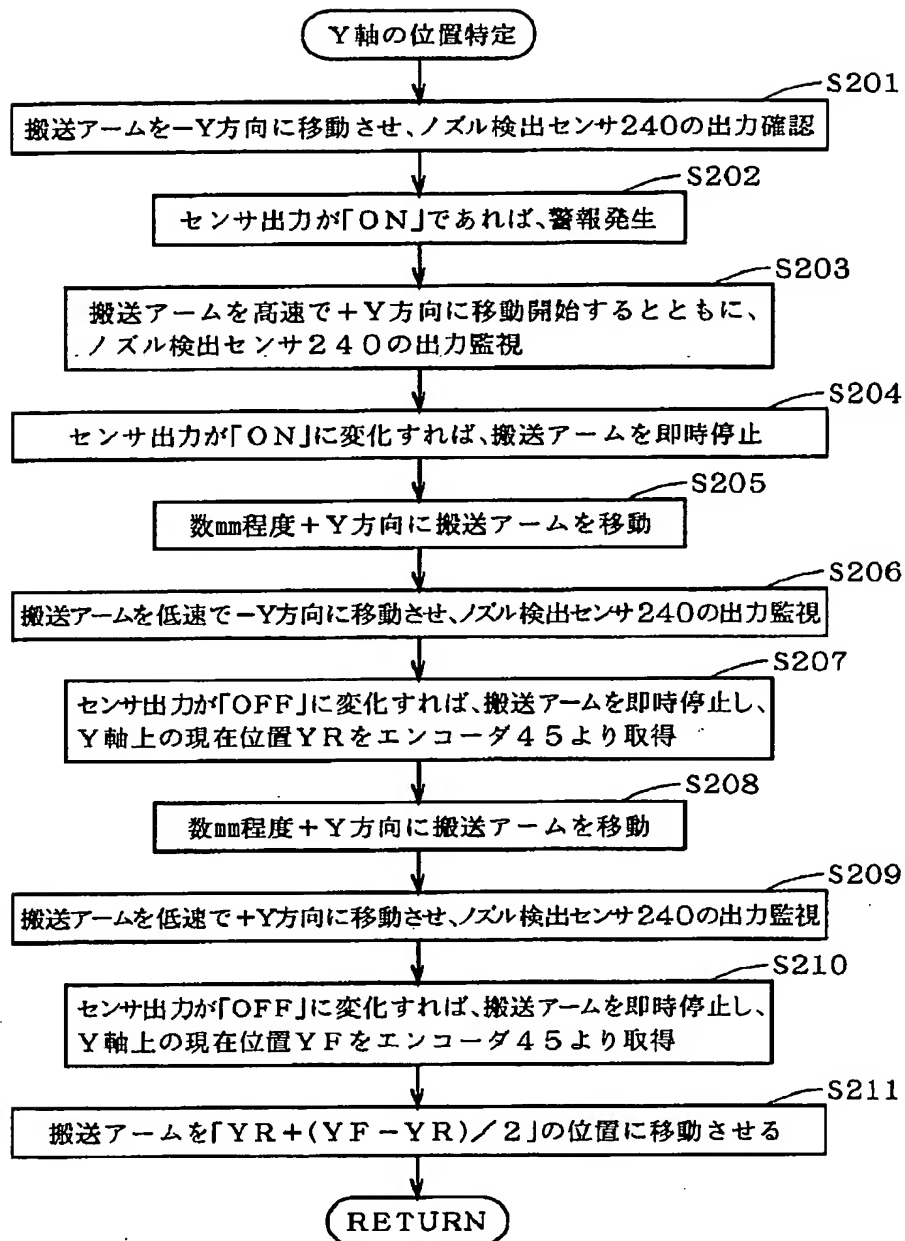 Y軸の位置特定
S201
搬送アームを−Y方向に移動させ、ノズル検出センサ240の出力確認
S202
センサ出力が「ON」であれば、警報発生
S203
搬送アームを高速で+Y方向に移動開始するとともに、
ノズル検出センサ240の出力監視
S204
センサ出力が「ON」に変化すれば、搬送アームを即時停止
S205
数㎜程度+Y方向に搬送アームを移動
S206
搬送アームを低速で−Y方向に移動させ、ノズル検出センサ240の出力監視
S207
センサ出力が「OFF」に変化すれば、搬送アームを即時停止し、
Y軸上の現在位置YRをエンコーダ45より取得
S208
数㎜程度+Y方向に搬送アームを移動
S209
搬送アームを低速で+Y方向に移動させ、ノズル検出センサ240の出力監視
S210
センサ出力が「OFF」に変化すれば、搬送アームを即時停止し、
Y軸上の現在位置YFをエンコーダ45より取得
S211
搬送アームを「YR+(YF−YR)/2」の位置に移動させる
RETURN